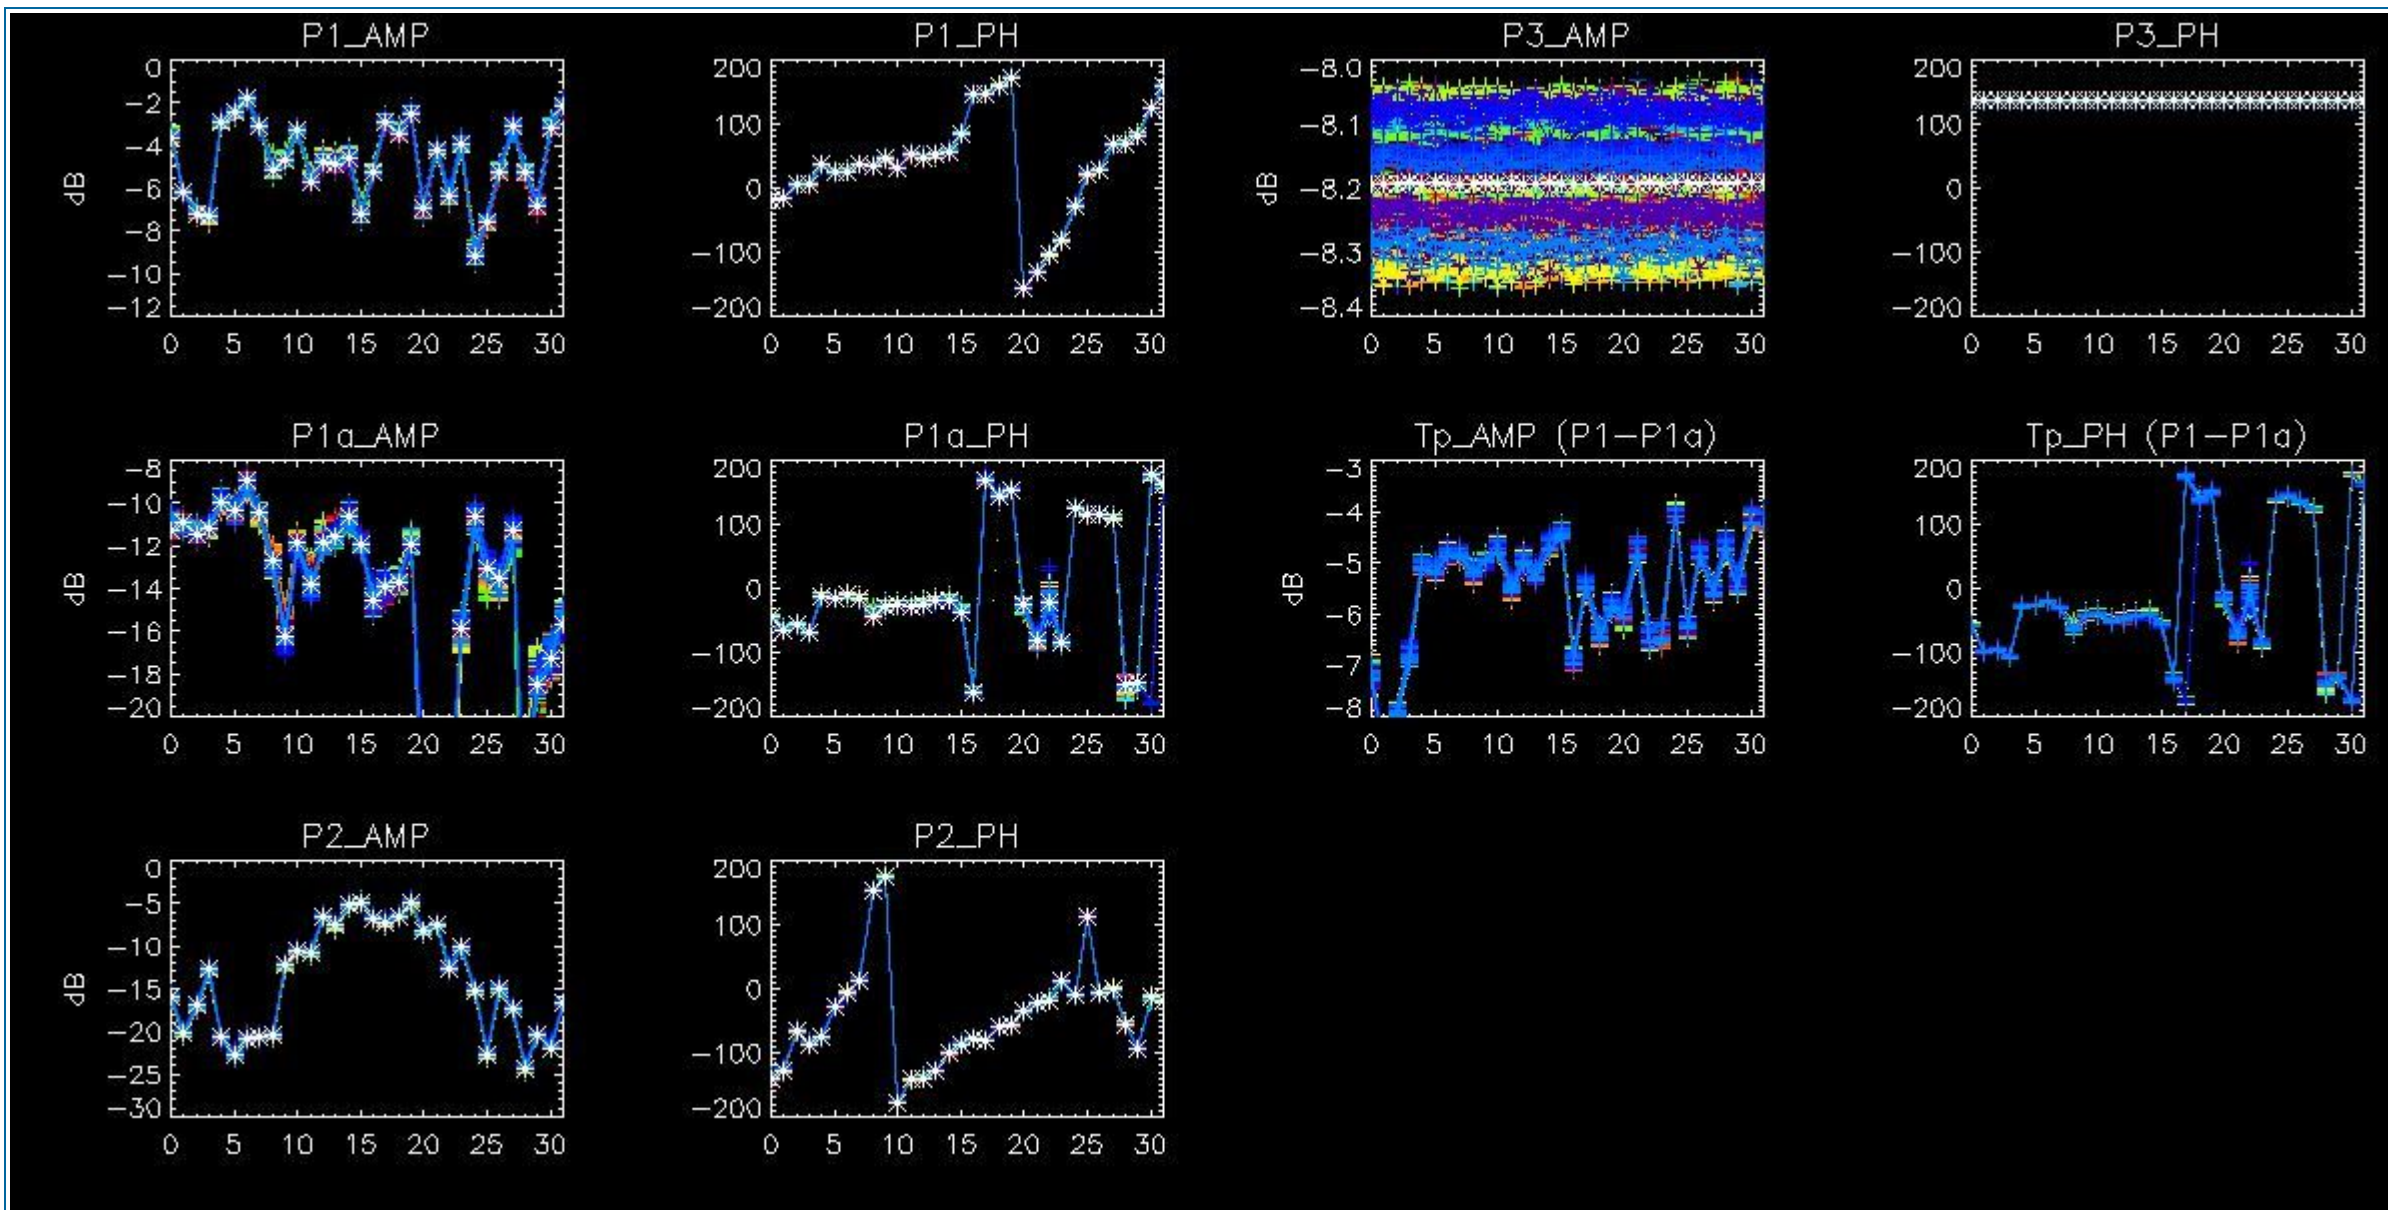 P1_AMP
0
−2
−4
−6
−8
−10
−12
dB
0 5 10 15 20 25 30
P1_PH
200
100
0
−100
−200
0 5 10 15 20 25 30
P3_AMP
−8.0
−8.1
−8.2
−8.3
−8.4
dB
0 5 10 15 20 25 30
P3_PH
200
100
0
−100
−200
0 5 10 15 20 25 30
P1a_AMP
−8
−10
−12
−14
−16
−18
−20
dB
0 5 10 15 20 25 30
P1a_PH
200
100
0
−100
−200
0 5 10 15 20 25 30
Tp_AMP (P1−P1a)
−3
−4
−5
−6
−7
−8
dB
0 5 10 15 20 25 30
Tp_PH (P1−P1a)
200
100
0
−100
−200
0 5 10 15 20 25 30
P2_AMP
0
−5
−10
−15
−20
−25
−30
dB
0 5 10 15 20 25 30
P2_PH
200
100
0
−100
−200
0 5 10 15 20 25 30